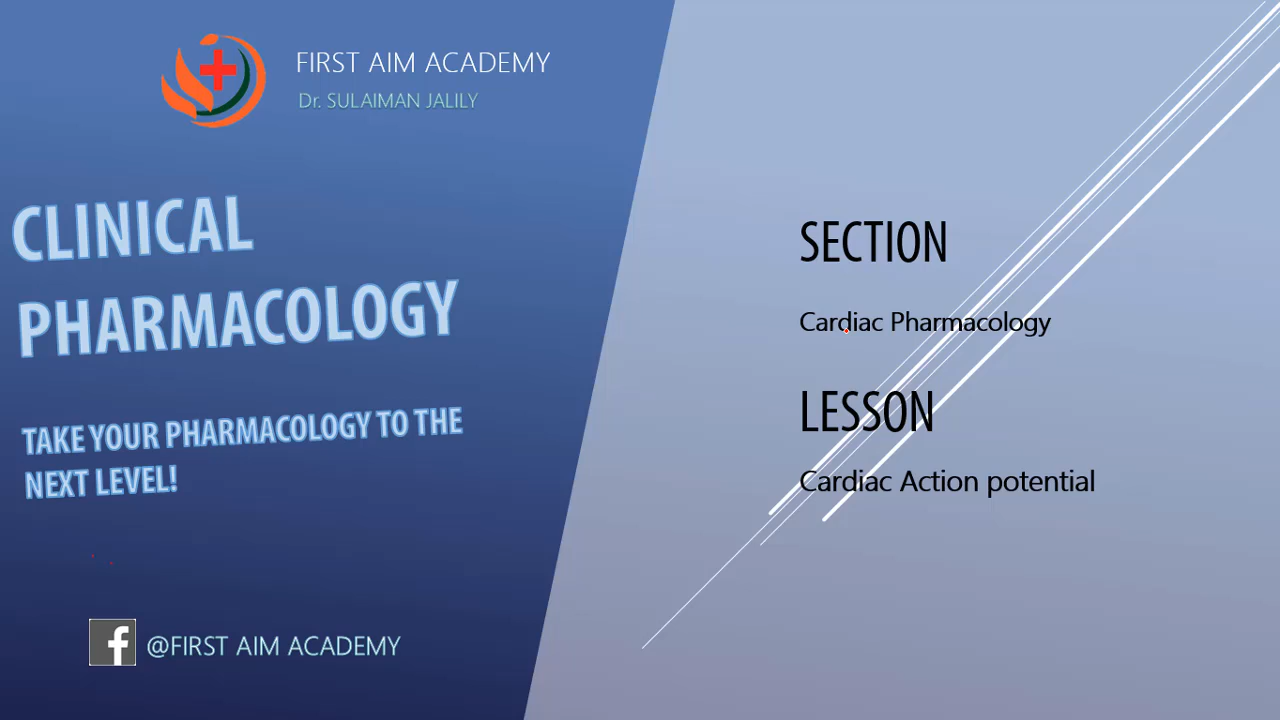 FIRST AIM ACADEMY
Dr. SULAIMAN JALILY
CLINICAL
PHARMACOLOGY
TAKE YOUR PHARMACOLOGY TO THE
NEXT LEVEL!
@FIRST AIM ACADEMY
SECTION
Cardiac Pharmacology
LESSON
Cardiac Action potential